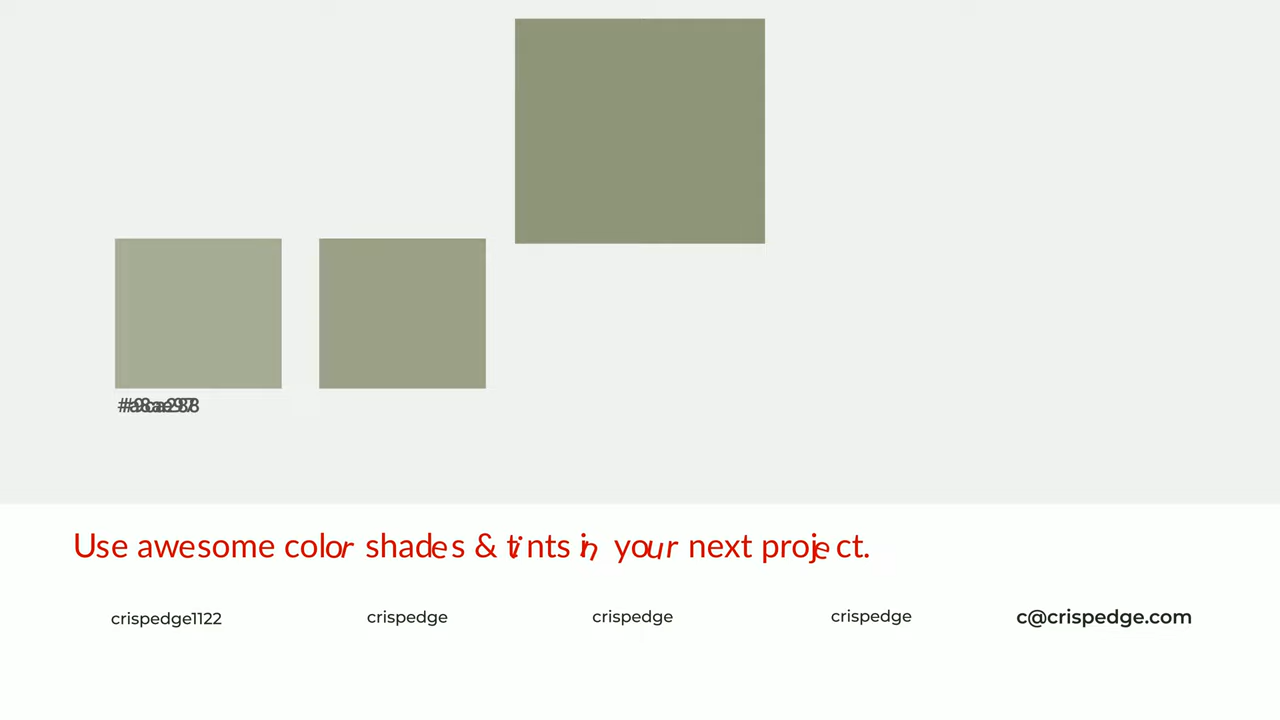 Use awesome color shades & tints in your next project.
crispedge1122 crispedge crispedge crispedge c@crispedge.com